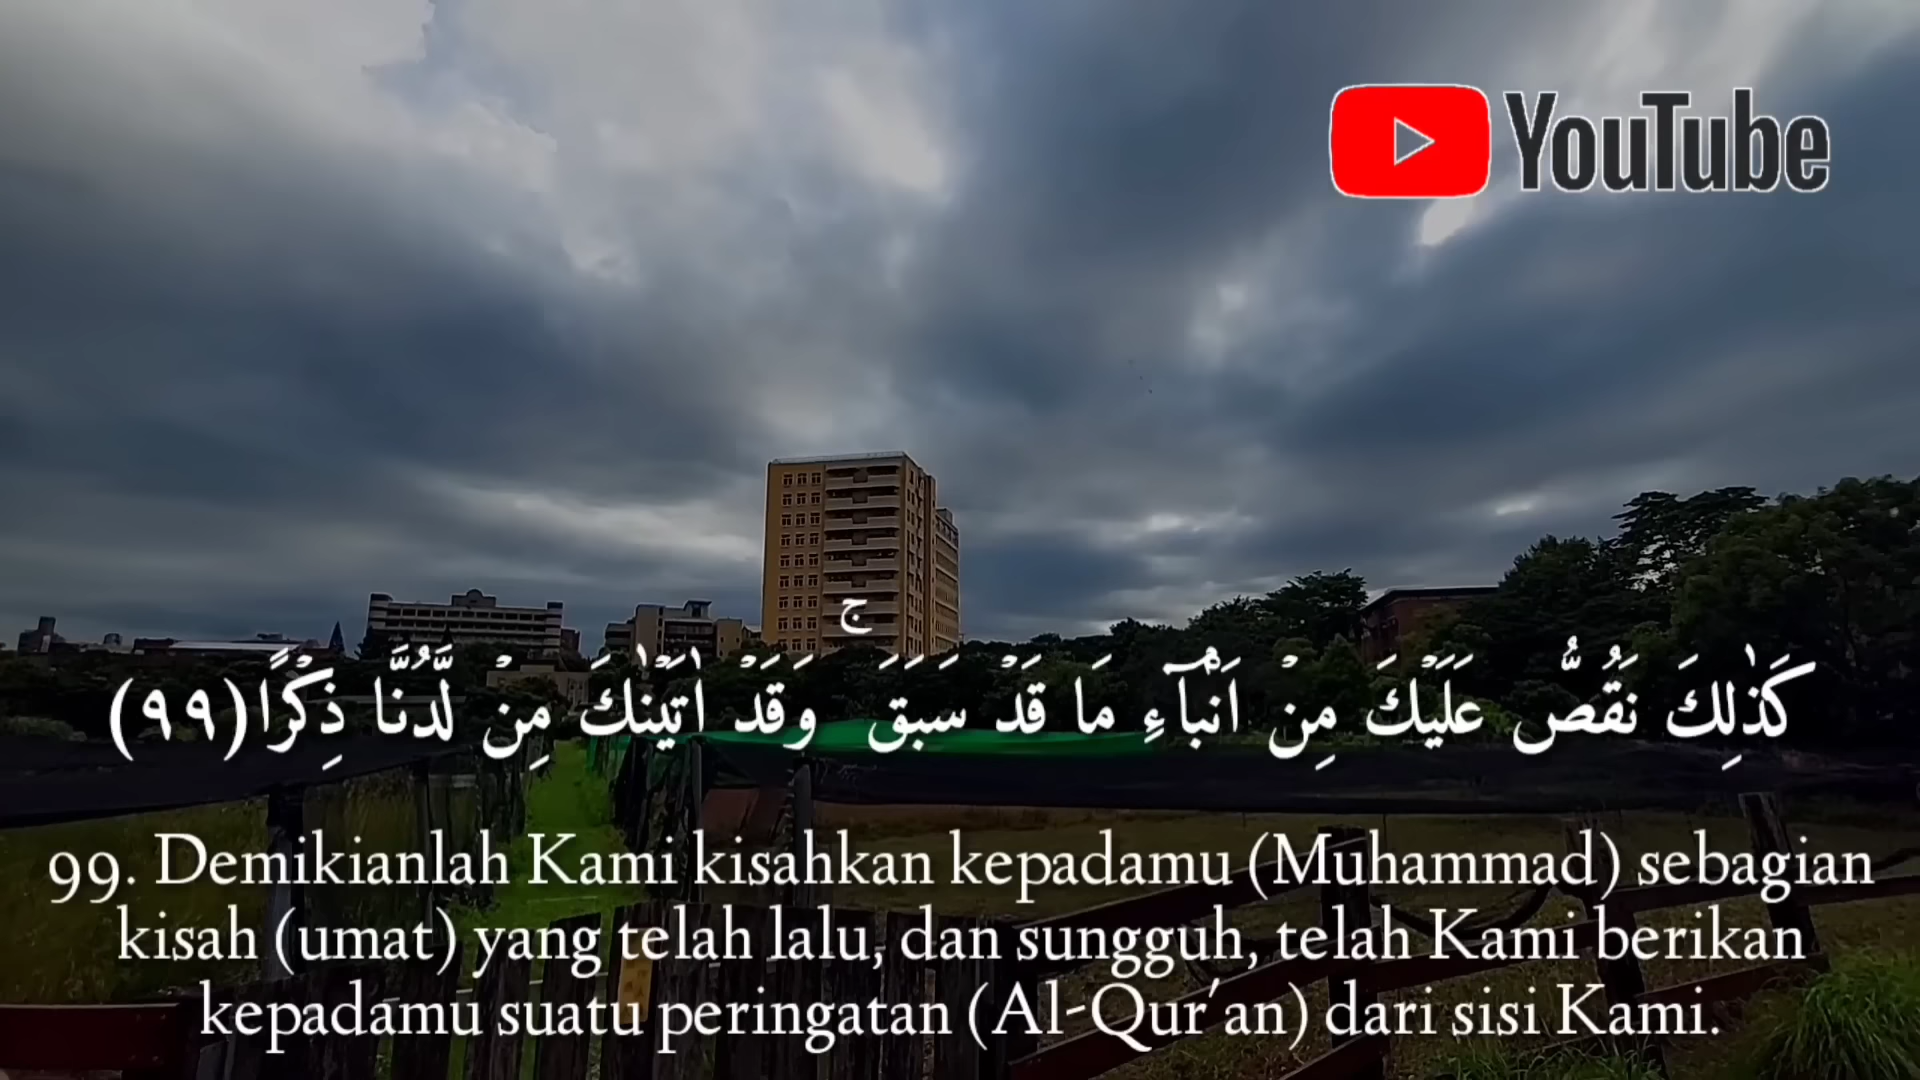 YouTube
كَذٰلِكَ نَقُصُّ عَلَيْكَ مِنْ اَنْۢبَاۤءِ مَا قَدْ سَبَقَۚ وَقَدْ اٰتَيْنٰكَ مِنْ لَّدُنَّا ذِكْرًا (٩٩)
99. Demikianlah Kami kisahkan kepadamu (Muhammad) sebagian
kisah (umat) yang telah lalu, dan sungguh, telah Kami berikan
kepadamu suatu peringatan (Al-Qur'an) dari sisi Kami.